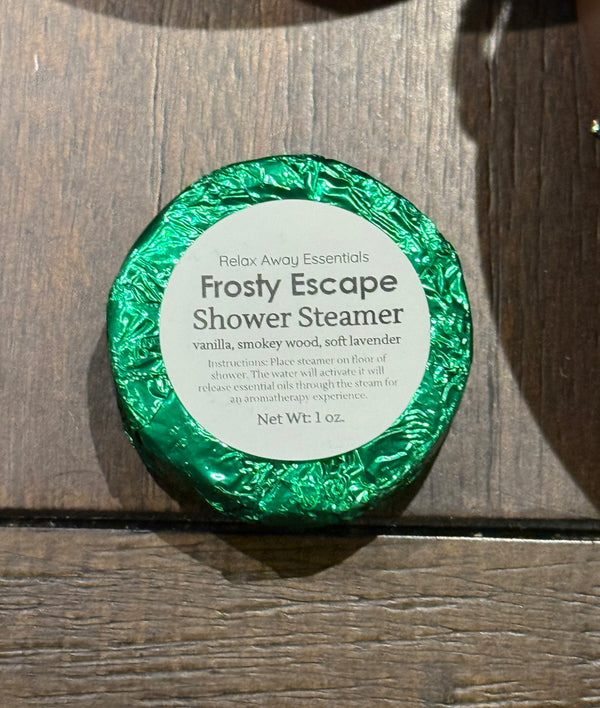 Relax Away Essentials
Frosty Escape
Shower Steamer
vanilla, smokey wood, soft lavender
Instructions: Place steamer on floor of
shower. The water will activate it will
release essential oils through the steam for
an aromatherapy experience.
Net Wt: 1 oz.